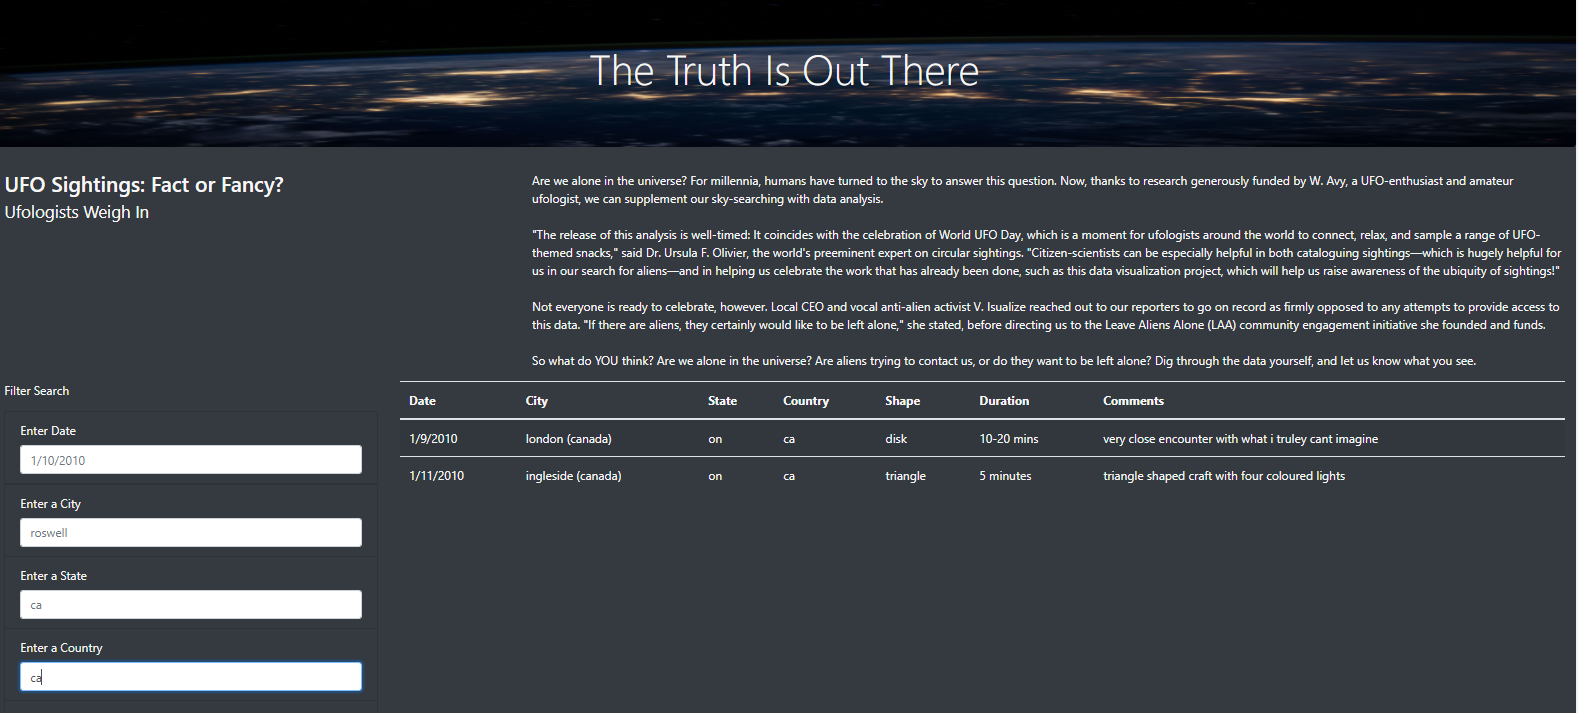 The Truth Is Out There
UFO Sightings: Fact or Fancy?
Ufologists Weigh In
Are we alone in the universe? For millennia, humans have turned to the sky to answer this question. Now, thanks to research generously funded by W. Avy, a UFO-enthusiast and amateur
ufologist, we can supplement our sky-searching with data analysis.
"The release of this analysis is well-timed: It coincides with the celebration of World UFO Day, which is a moment for ufologists around the world to connect, relax, and sample a range of UFO-
themed snacks," said Dr. Ursula F. Olivier, the world's preeminent expert on circular sightings. "Citizen-scientists can be especially helpful in both cataloguing sightings—which is hugely helpful for
us in our search for aliens—and in helping us celebrate the work that has already been done, such as this data visualization project, which will help us raise awareness of the ubiquity of sightings!"
Not everyone is ready to celebrate, however. Local CEO and vocal anti-alien activist V. Isualize reached out to our reporters to go on record as firmly opposed to any attempts to provide access to
this data. "If there are aliens, they certainly would like to be left alone," she stated, before directing us to the Leave Aliens Alone (LAA) community engagement initiative she founded and funds.
So what do YOU think? Are we alone in the universe? Are aliens trying to contact us, or do they want to be left alone? Dig through the data yourself, and let us know what you see.
Filter Search
Enter Date
1/10/2010
Enter a City
roswell
Enter a State
ca
Enter a Country
ca
Date City State Country Shape Duration Comments
1/9/2010 london (canada) on ca disk 10-20 mins very close encounter with what i truley cant imagine
1/11/2010 ingleside (canada) on ca triangle 5 minutes triangle shaped craft with four coloured lights